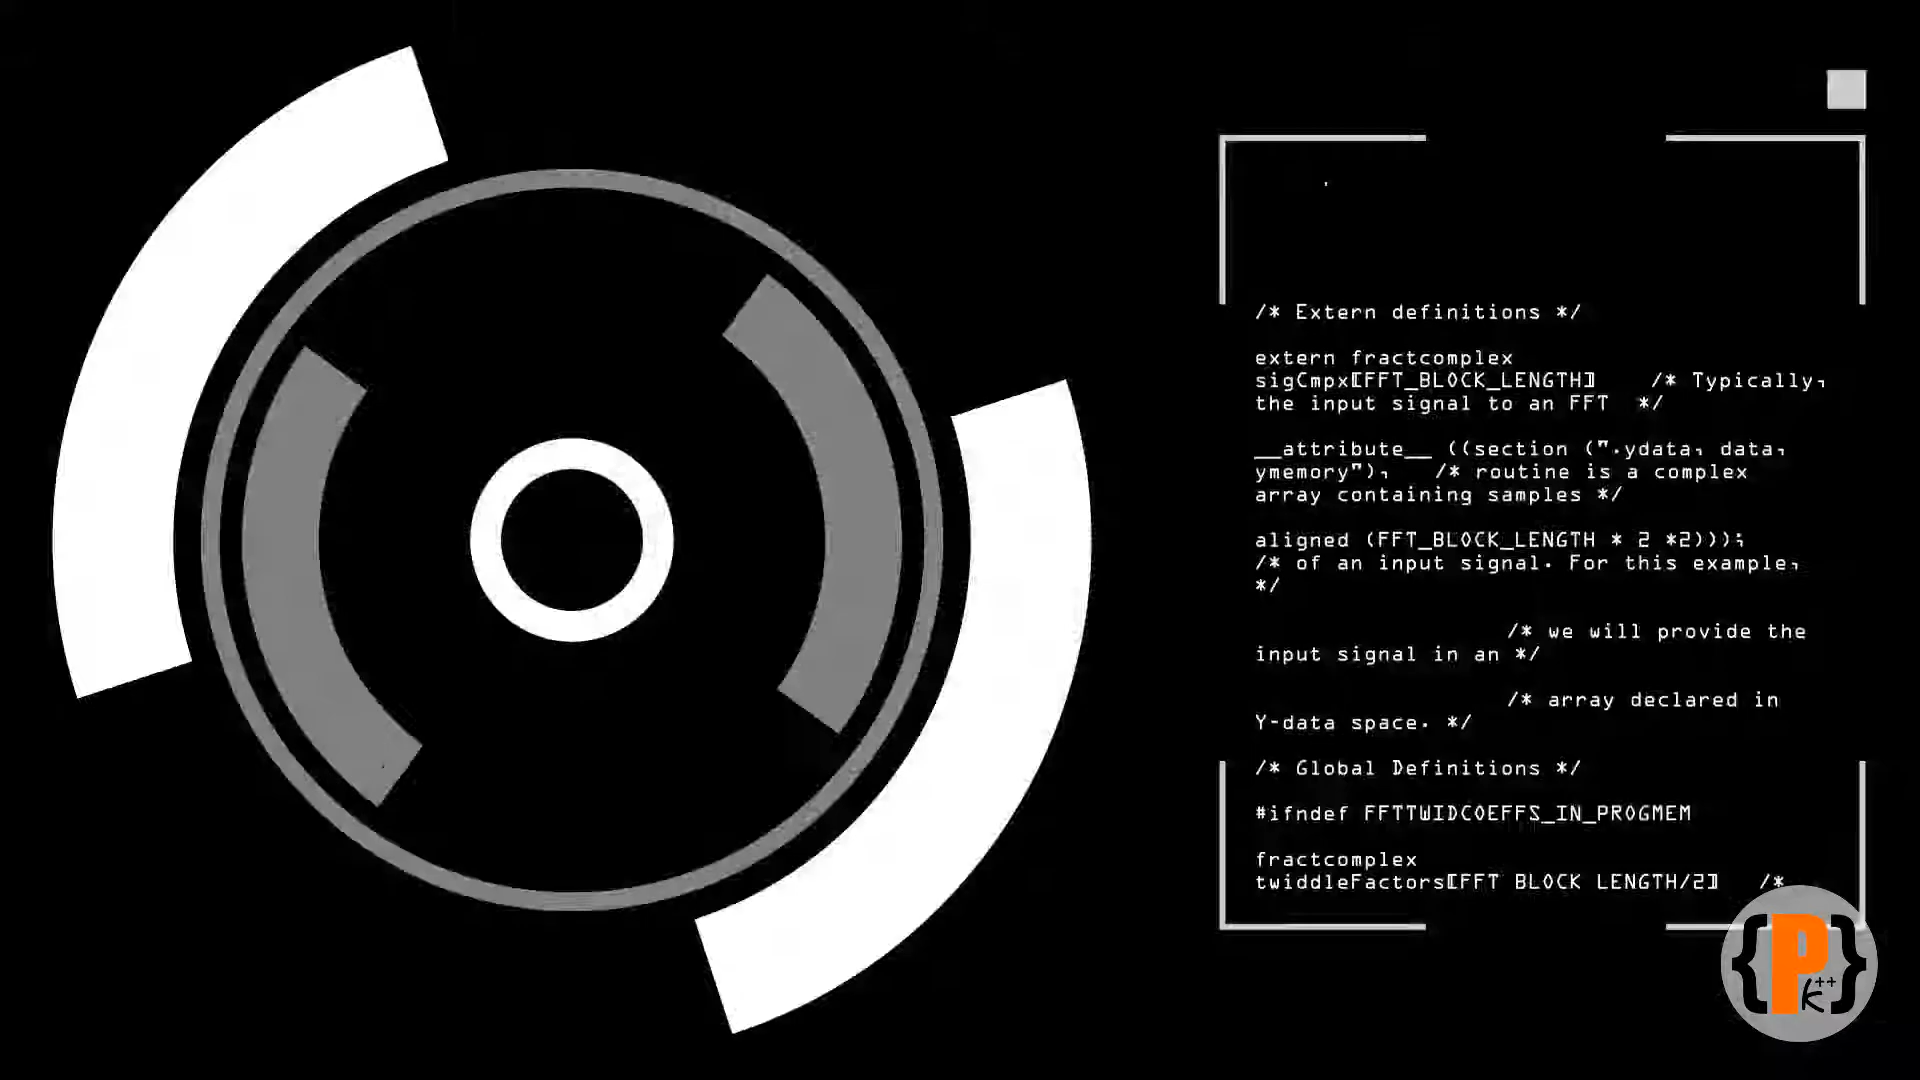 /* Extern definitions */
extern fractcomplex
sigCmpx[FFT_BLOCK_LENGTH]    /* Typically,
the input signal to an FFT  */
__attribute__ ((section (".ydata, data,
ymemory"),   /* routine is a complex
array containing samples */
aligned (FFT_BLOCK_LENGTH * 2 *2)));
/* of an input signal. For this example,
*/
/* we will provide the
input signal in an */
/* array declared in
Y-data space. */
/* Global Definitions */
#ifndef FFTTWIDCOEFFS_IN_PROGMEM
fractcomplex
twiddleFactors[FFT BLOCK LENGTH/2]   /*
{P}
k++